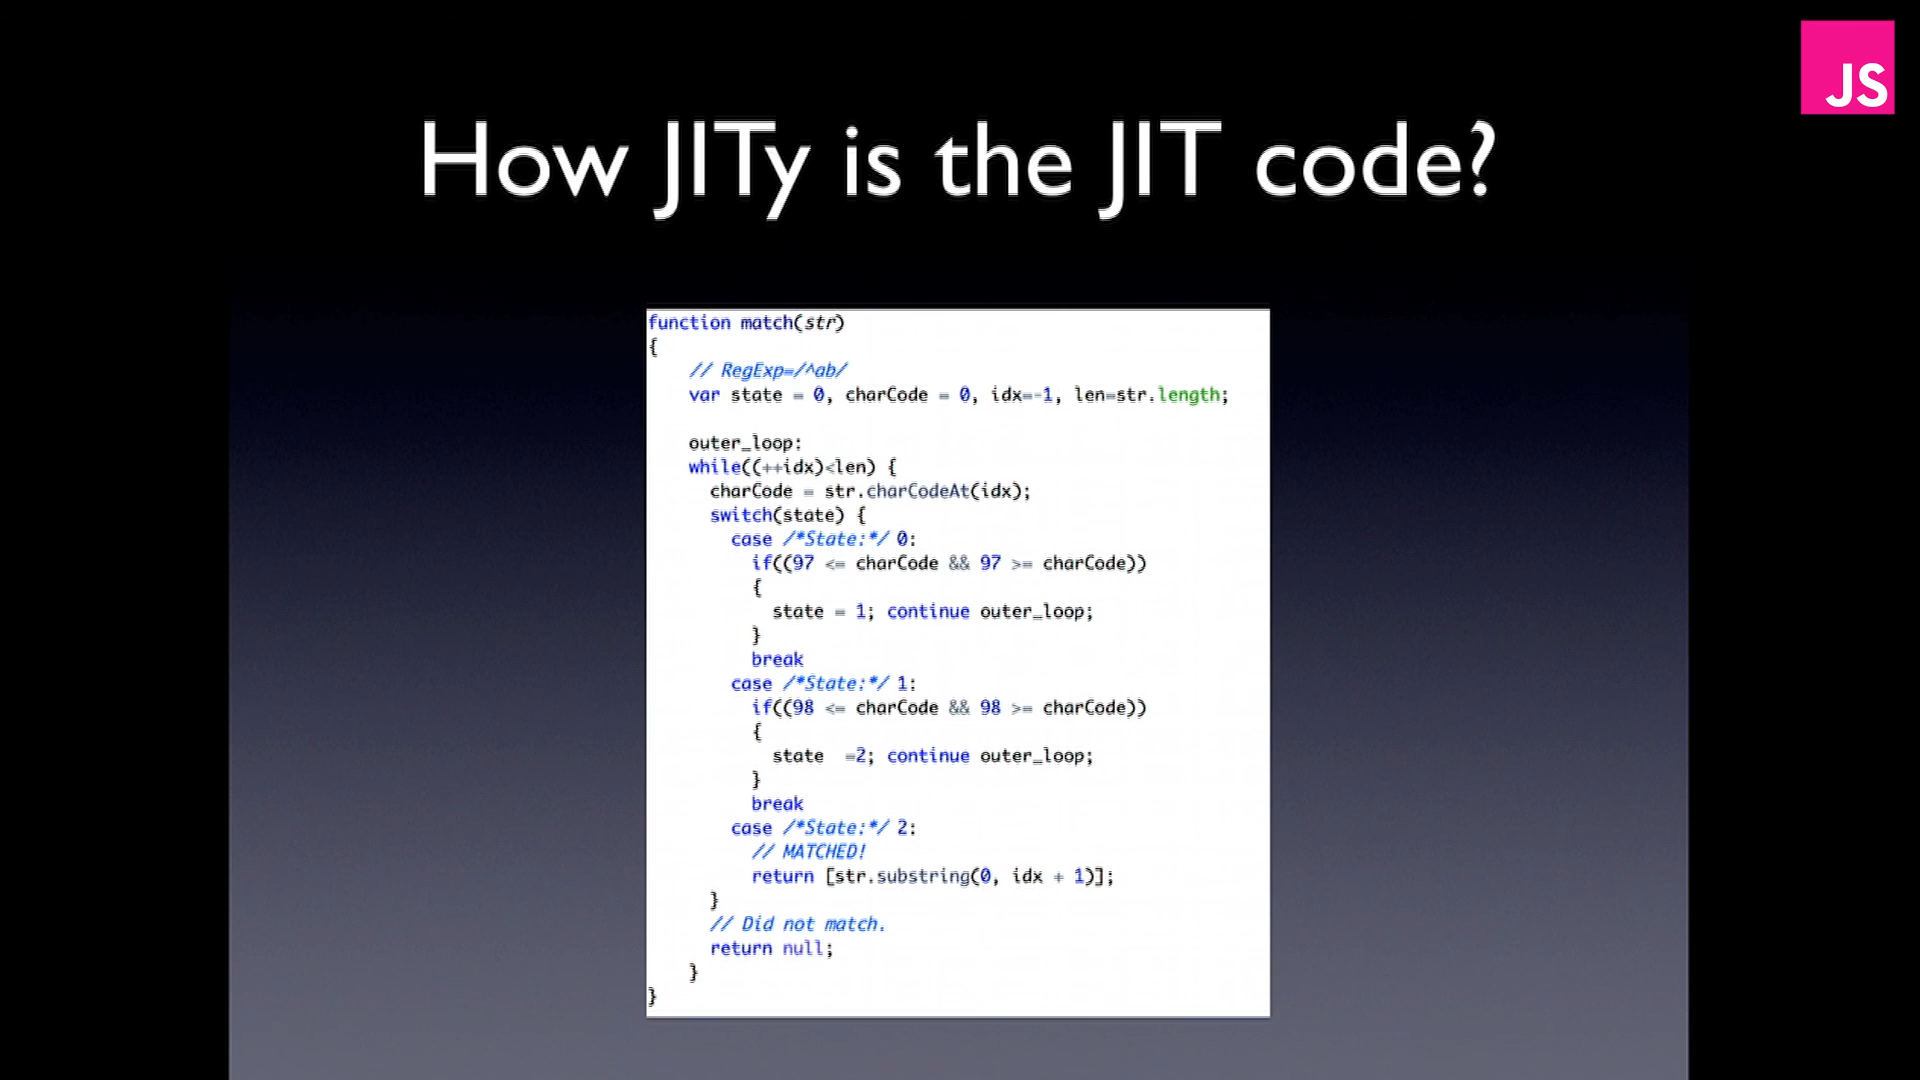 JS
How JITy is the JIT code?
function match(str)
{
// RegExp=/^ab/
var state = 0, charCode = 0, idx=-1, len=str.length;
outer_loop:
while((++idx)<len) {
charCode = str.charCodeAt(idx);
switch(state) {
case /*State:*/ 0:
if((97 <= charCode && 97 >= charCode))
{
state = 1; continue outer_loop;
}
break
case /*State:*/ 1:
if((98 <= charCode && 98 >= charCode))
{
state  =2; continue outer_loop;
}
break
case /*State:*/ 2:
// MATCHED!
return [str.substring(0, idx + 1)];
}
// Did not match.
return null;
}
}